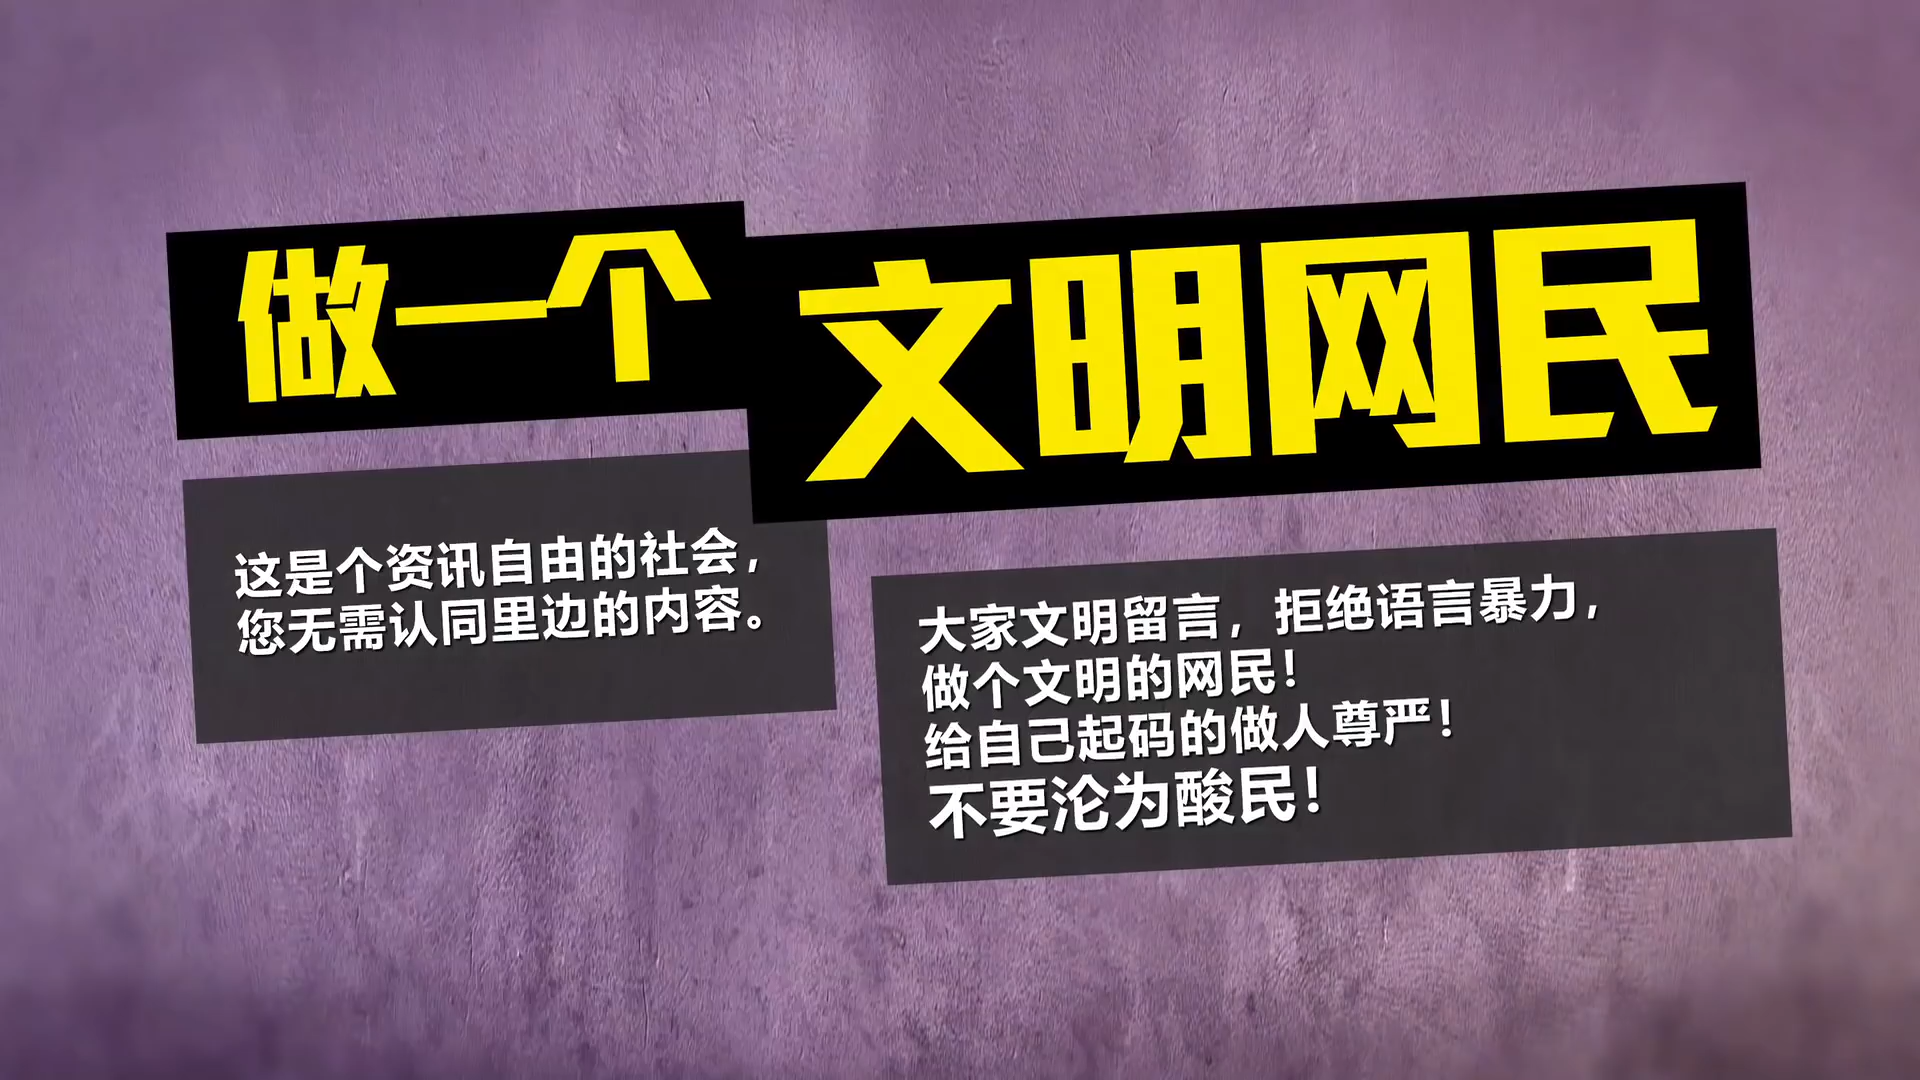 做一个
文明网民
这是个资讯自由的社会，
您无需认同里边的内容。
大家文明留言，拒绝语言暴力，
做个文明的网民！
给自己起码的做人尊严！
不要沦为酸民！